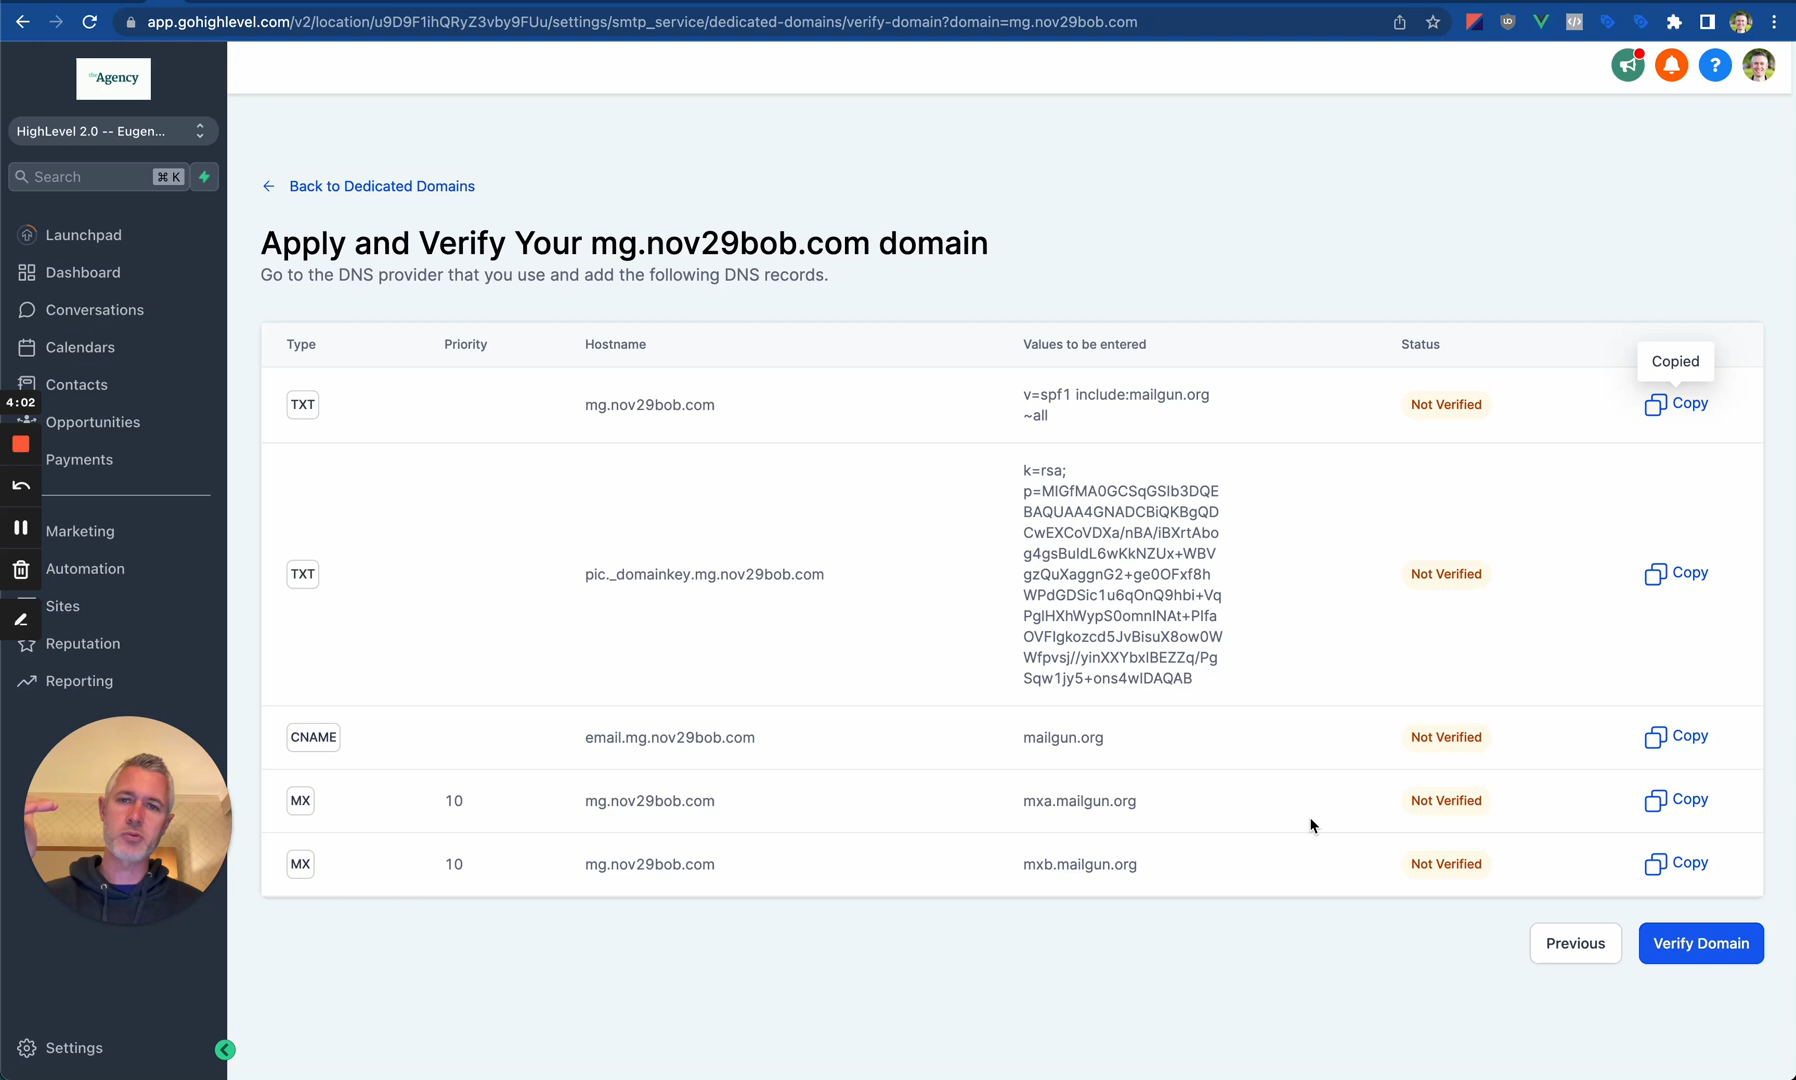 app.gohighlevel.com/v2/location/u9D9F1ihQRyZ3vby9FUu/settings/smtp_service/dedicated-domains/verify-domain?domain=mg.nov29bob.com
the Agency
HighLevel 2.0 -- Eugen...
Search ⌘ K
Launchpad
Dashboard
Conversations
Calendars
Contacts
4:02
Opportunities
Payments
Marketing
Automation
Sites
Reputation
Reporting
Settings
Back to Dedicated Domains
Apply and Verify Your mg.nov29bob.com domain
Go to the DNS provider that you use and add the following DNS records.
Type Priority Hostname Values to be entered Status
Copied
TXT mg.nov29bob.com v=spf1 include:mailgun.org Not Verified Copy
~all
k=rsa;
p=MIGfMA0GCSqGSIb3DQE
BAQUAA4GNADCBiQKBgQD
CwEXCoVDXa/nBA/iBXrtAbo
g4gsBuIdL6wKkNZUx+WBV
gzQuXaggnG2+ge0OFxf8h
TXT pic._domainkey.mg.nov29bob.com Not Verified Copy
WPdGDSic1u6qOnQ9hbi+Vq
PglHXhWypS0omnINAt+PIfa
OVFIgkozcd5JvBisuX8ow0W
Wfpvsj//yinXXYbxIBEZZq/Pg
Sqw1jy5+ons4wIDAQAB
CNAME email.mg.nov29bob.com mailgun.org Not Verified Copy
MX 10 mg.nov29bob.com mxa.mailgun.org Not Verified Copy
MX 10 mg.nov29bob.com mxb.mailgun.org Not Verified Copy
Previous Verify Domain